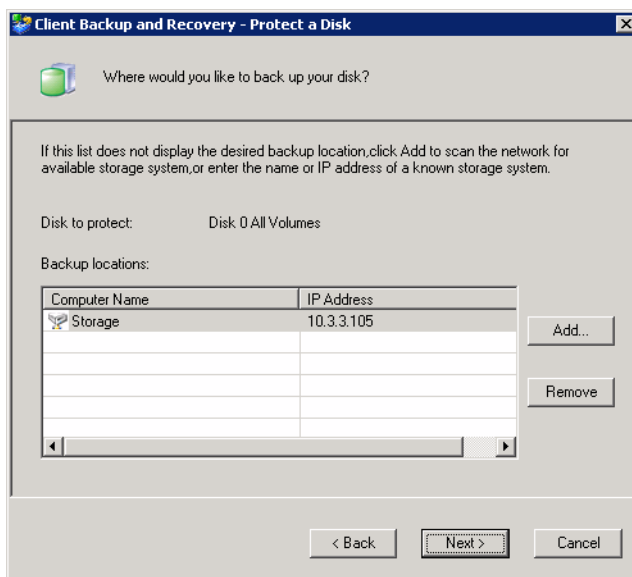 Client Backup and Recovery - Protect a Disk
Where would you like to back up your disk?
If this list does not display the desired backup location,click Add to scan the network for
available storage system,or enter the name or IP address of a known storage system.
Disk to protect: Disk 0 All Volumes
Backup locations:
Computer Name IP Address
Storage 10.3.3.105
Add...
Remove
< Back Next > Cancel